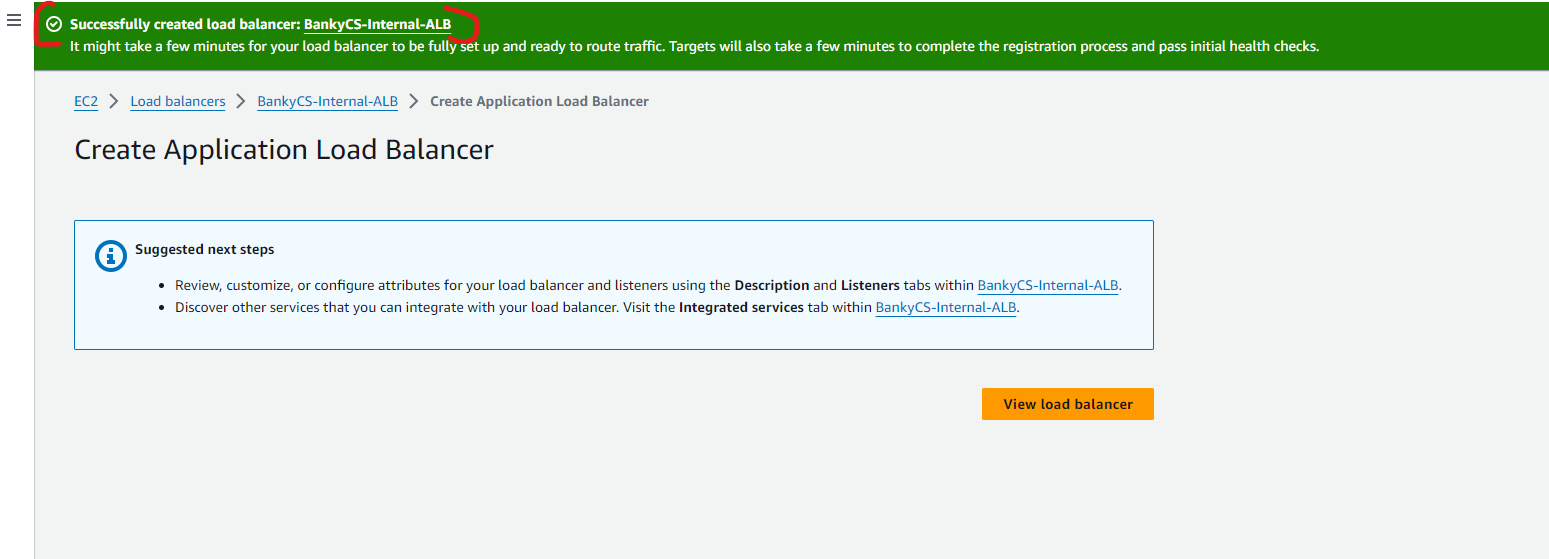 Successfully created load balancer: BankyCS-Internal-ALB
It might take a few minutes for your load balancer to be fully set up and ready to route traffic. Targets will also take a few minutes to complete the registration process and pass initial health checks.
EC2 > Load balancers > BankyCS-Internal-ALB > Create Application Load Balancer
Create Application Load Balancer
Suggested next steps
• Review, customize, or configure attributes for your load balancer and listeners using the Description and Listeners tabs within BankyCS-Internal-ALB.
• Discover other services that you can integrate with your load balancer. Visit the Integrated services tab within BankyCS-Internal-ALB.
View load balancer